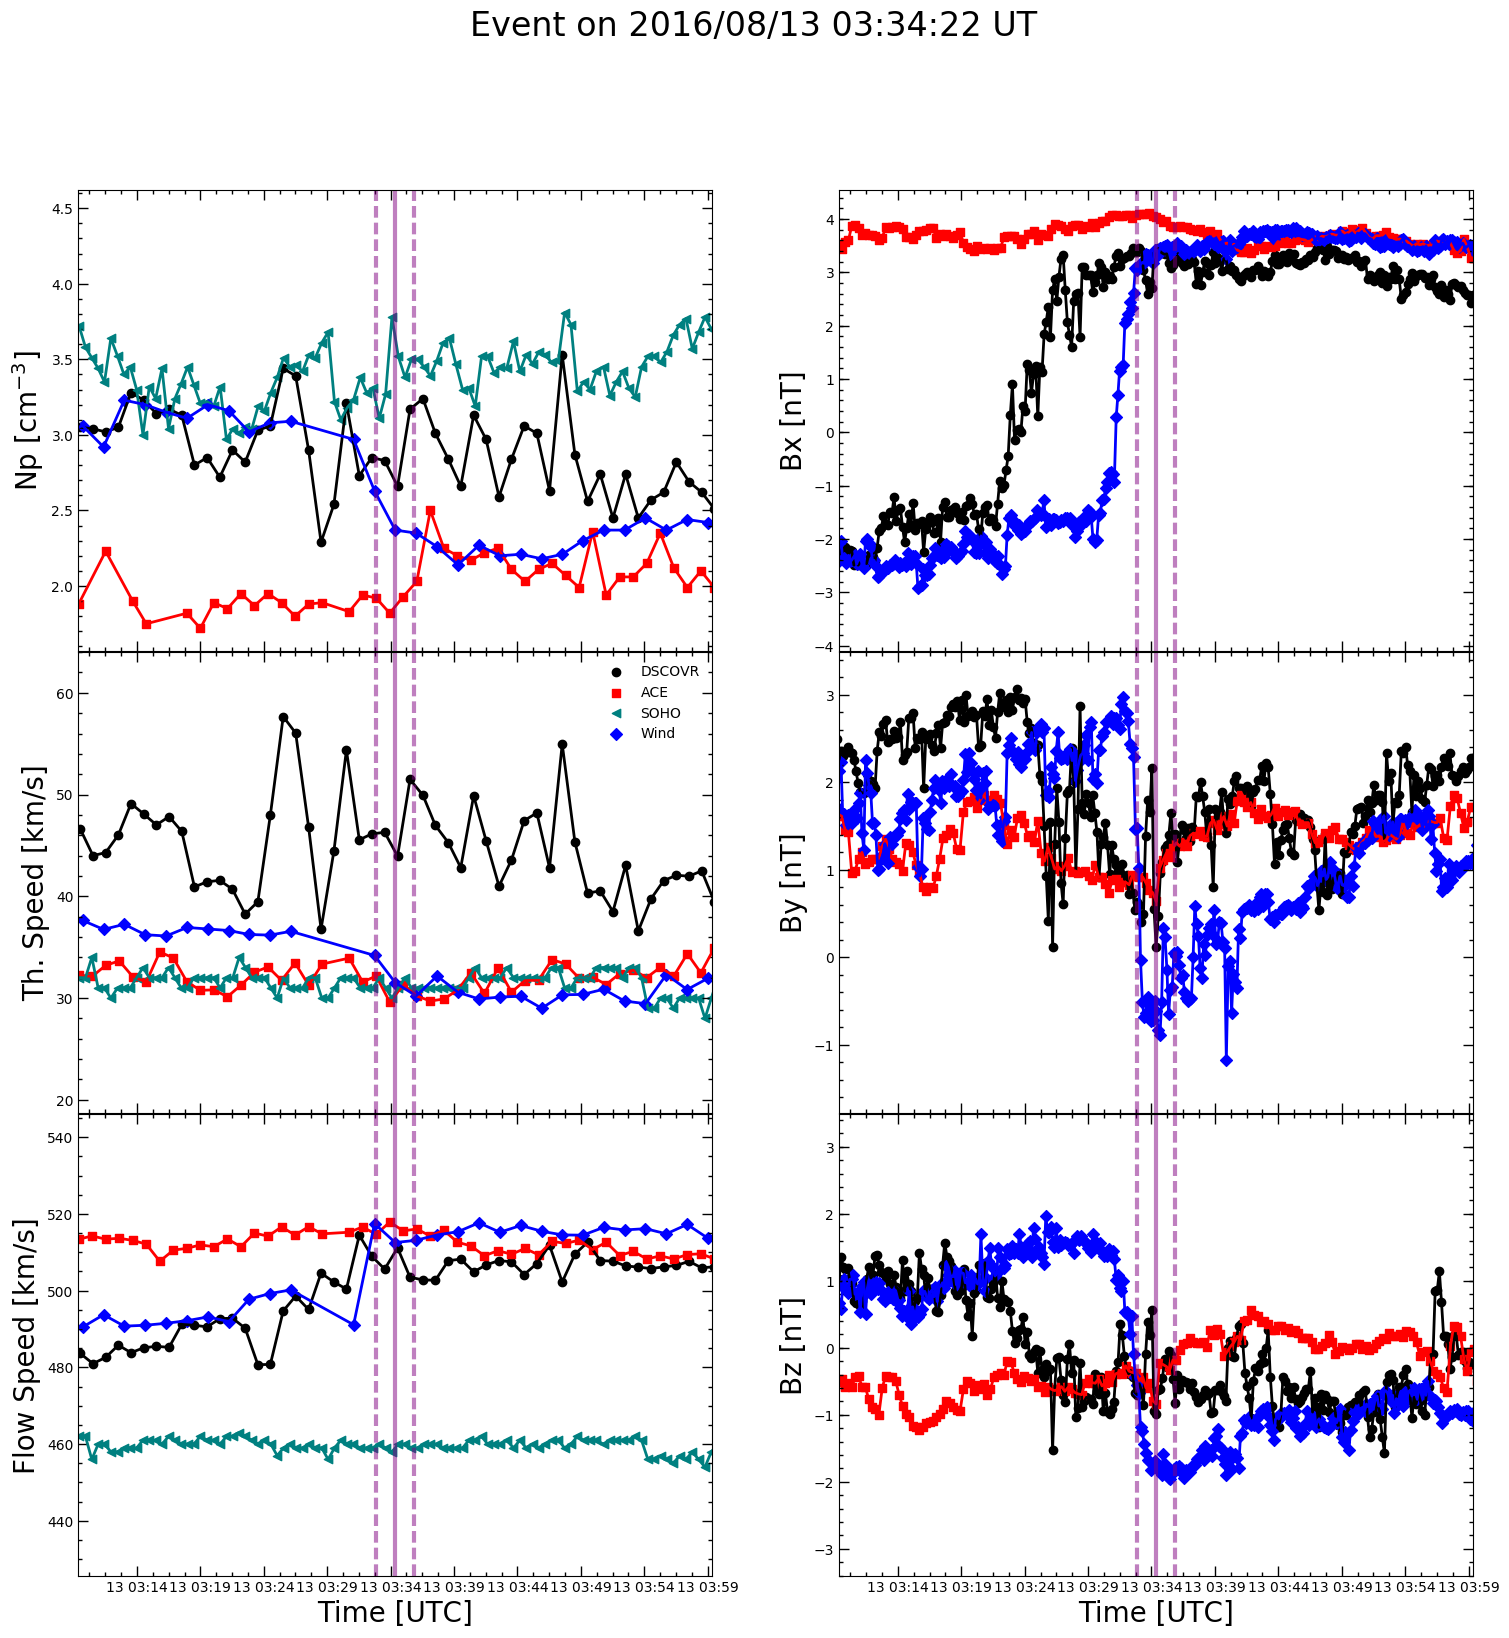 Event on 2016/08/13 03:34:22 UT
Np [cm⁻³]
4.5
4.0
3.5
3.0
2.5
2.0
Bx [nT]
4
3
2
1
0
−1
−2
−3
−4
Th. Speed [km/s]
60
50
40
30
20
DSCOVR
ACE
SOHO
Wind
By [nT]
3
2
1
0
−1
Flow Speed [km/s]
540
520
500
480
460
440
Bz [nT]
3
2
1
0
−1
−2
−3
13 03:14 13 03:19 13 03:24 13 03:29 13 03:34 13 03:39 13 03:44 13 03:49 13 03:54 13 03:59
Time [UTC]
13 03:14 13 03:19 13 03:24 13 03:29 13 03:34 13 03:39 13 03:44 13 03:49 13 03:54 13 03:59
Time [UTC]